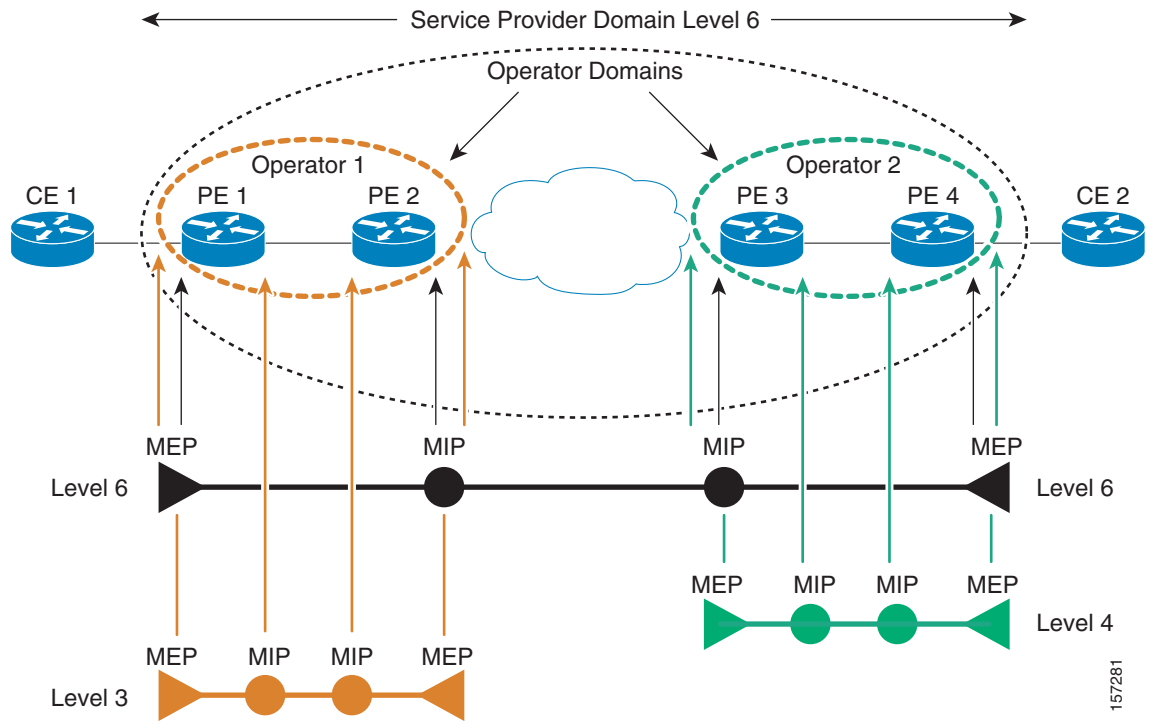 Service Provider Domain Level 6
Operator Domains
Operator 1
Operator 2
CE 1
PE 1
PE 2
PE 3
PE 4
CE 2
MEP
MIP
MIP
MEP
Level 6
Level 6
MEP
MIP
MIP
MEP
Level 4
MEP
MIP
MIP
MEP
Level 3
157281